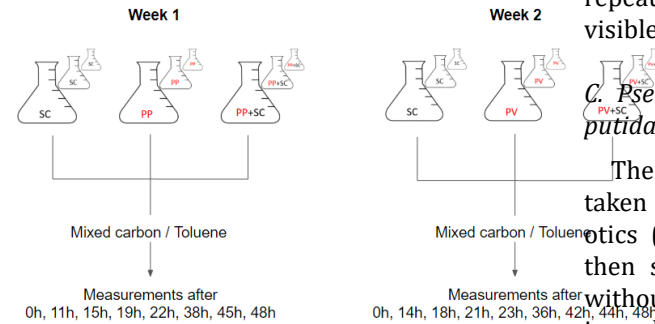 Week 1
SC
SC
SC
PP
PP
PP
PP+SC
PP+SC
PP+SC
Mixed carbon / Toluene
Measurements after
0h, 11h, 15h, 19h, 22h, 38h, 45h, 48h
Week 2
SC
SC
SC
PV
PV
PV
PV+SC
PV+SC
Mixed carbon / Toluene
Measurements after
0h, 14h, 18h, 21h, 23h, 36h, 42h, 44h, 48h
repeat
visible
C. Pse
putida
The
taken
otics (
then s
withou